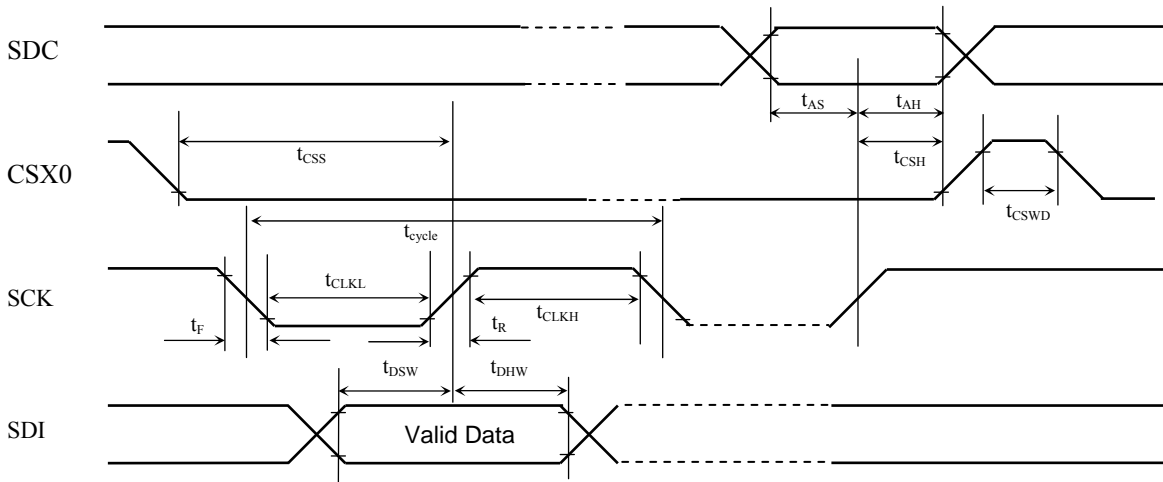 SDC
t_AS t_AH
t_CSS t_CSH
CSX0
t_CSWD
t_cycle
SCK
t_CLKL t_CLKH
t_F t_R
t_DSW t_DHW
SDI
Valid Data